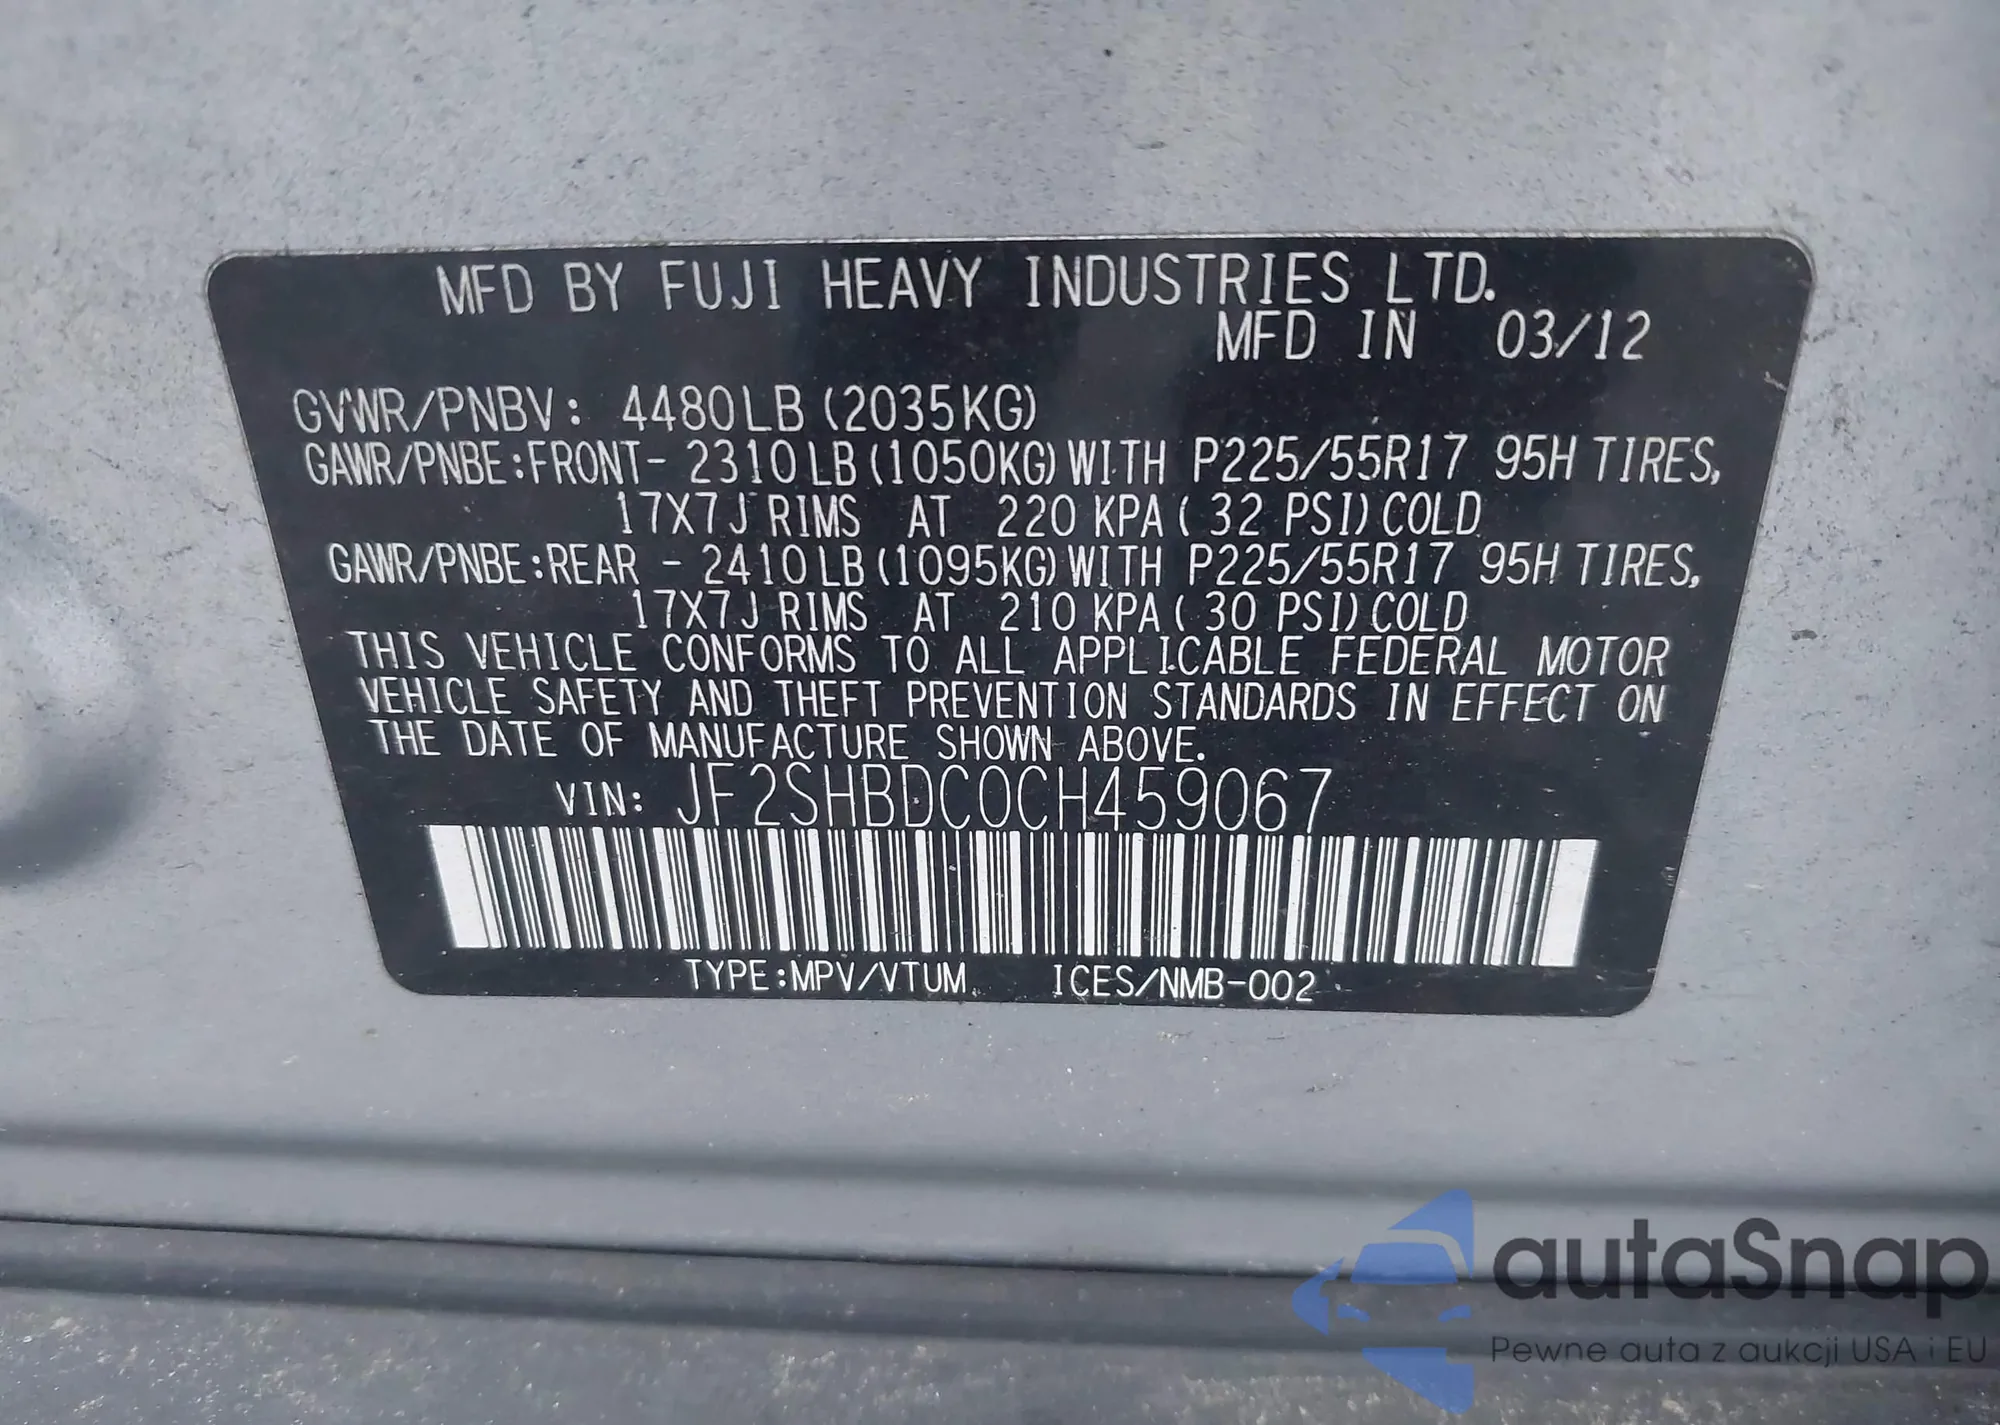 MFD BY FUJI HEAVY INDUSTRIES LTD.
MFD IN 03/12
GVWR/PNBV: 4480LB (2035KG)
GAWR/PNBE:FRONT- 2310LB (1050KG) WITH P225/55R17 95H TIRES,
17X7J RIMS AT 220 KPA ( 32 PSI) COLD
GAWR/PNBE:REAR - 2410LB (1095KG) WITH P225/55R17 95H TIRES,
17X7J RIMS AT 210 KPA ( 30 PSI) COLD
THIS VEHICLE CONFORMS TO ALL APPLICABLE FEDERAL MOTOR
VEHICLE SAFETY AND THEFT PREVENTION STANDARDS IN EFFECT ON
THE DATE OF MANUFACTURE SHOWN ABOVE.
VIN: JF2SHBDC0CH459067
TYPE:MPV/VTUM ICES/NMB-002
autaSnap
Pewne auta z aukcji USA i EU